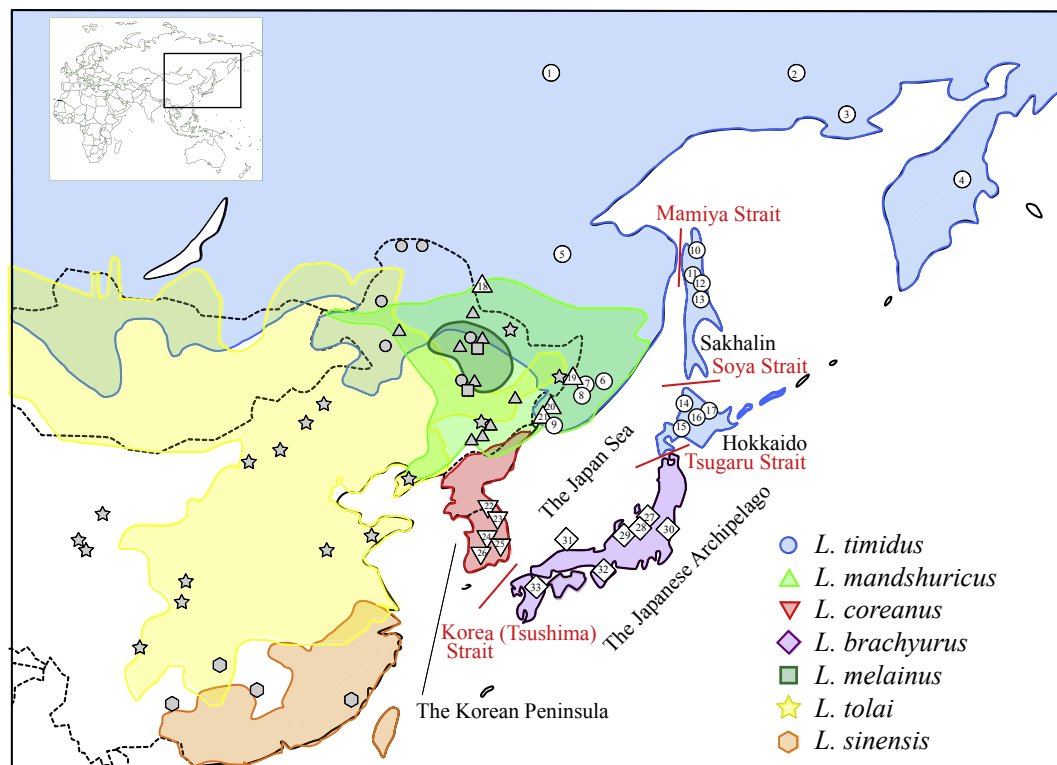 1
2
3
4
Mamiya Strait
10
5
11
12
18
13
Sakhalin
Soya Strait
19
7
6
8
20
21
9
14
17
16
15
Hokkaido
Tsugaru Strait
The Japan Sea
22
23
24
25
26
27
28
29
30
31
32
33
The Japanese Archipelago
Korea (Tsushima)
Strait
The Korean Peninsula
L. timidus
L. mandshuricus
L. coreanus
L. brachyurus
L. melainus
L. tolai
L. sinensis